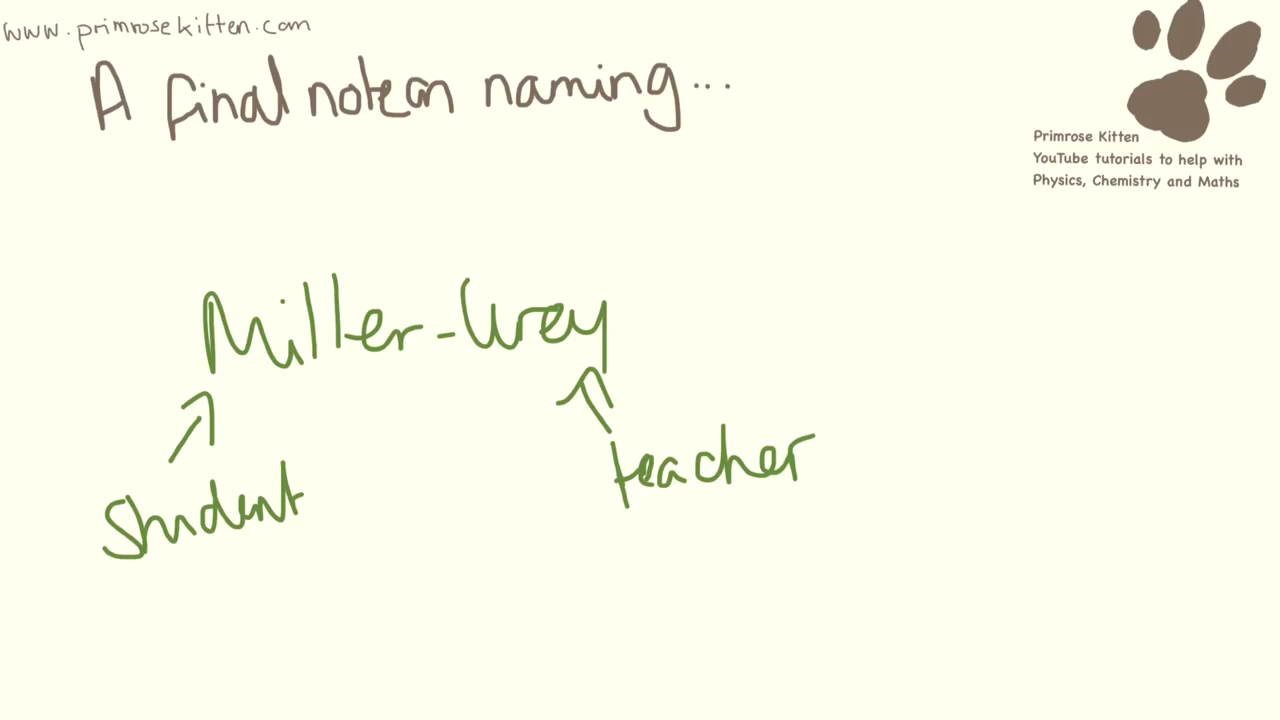 www.primrosekitten.com
A final note on naming...
Primrose Kitten
YouTube tutorials to help with
Physics, Chemistry and Maths
Miller-Urey
student
teacher